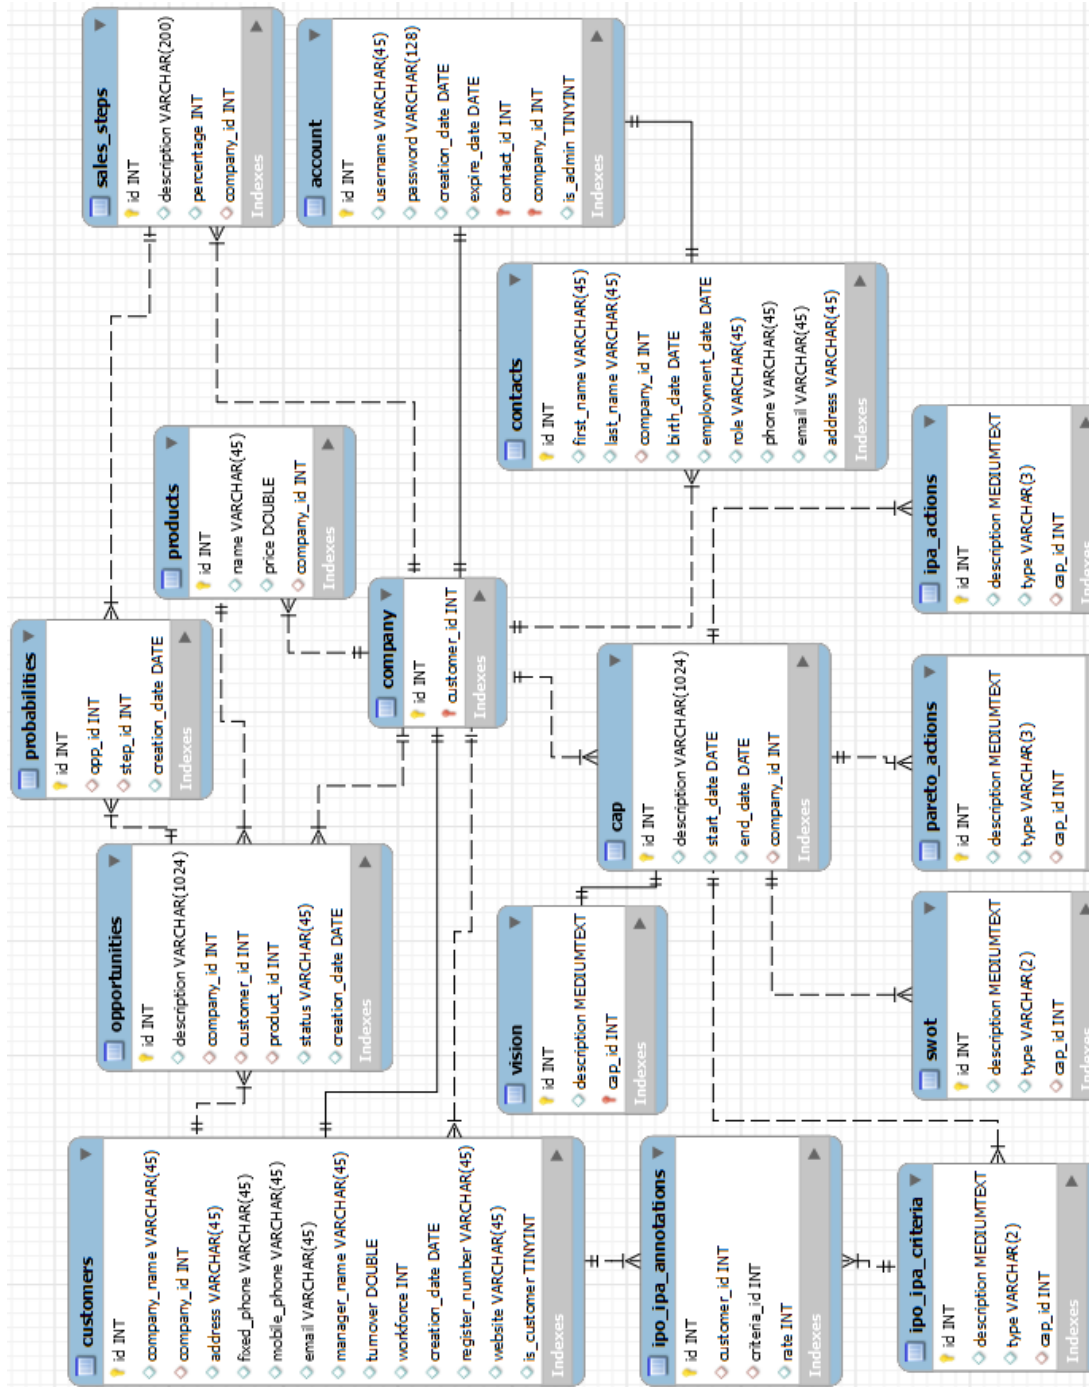 customers
id INT
company_name VARCHAR(45)
company_id INT
address VARCHAR(45)
fixed_phone VARCHAR(45)
mobile_phone VARCHAR(45)
email VARCHAR(45)
manager_name VARCHAR(45)
turnover DOUBLE
workforce INT
creation_date DATE
register_number VARCHAR(45)
website VARCHAR(45)
is_customer TINYINT
Indexes
opportunities
id INT
description VARCHAR(1024)
company_id INT
customer_id INT
product_id INT
status VARCHAR(45)
creation_date DATE
Indexes
probabilities
id INT
opp_id INT
step_id INT
creation_date DATE
Indexes
products
id INT
name VARCHAR(45)
price DOUBLE
company_id INT
Indexes
sales_steps
id INT
description VARCHAR(200)
percentage INT
company_id INT
Indexes
account
id INT
username VARCHAR(45)
password VARCHAR(128)
creation_date DATE
expire_date DATE
contact_id INT
company_id INT
is_admin TINYINT
Indexes
company
id INT
customer_id INT
Indexes
contacts
id INT
first_name VARCHAR(45)
last_name VARCHAR(45)
company_id INT
birth_date DATE
employment_date DATE
role VARCHAR(45)
phone VARCHAR(45)
email VARCHAR(45)
address VARCHAR(45)
Indexes
vision
id INT
description MEDIUMTEXT
cap_id INT
Indexes
cap
id INT
description VARCHAR(1024)
start_date DATE
end_date DATE
company_id INT
Indexes
ipo_ipa_annotations
id INT
customer_id INT
criteria_id INT
rate INT
Indexes
ipo_ipa_criteria
id INT
description MEDIUMTEXT
type VARCHAR(2)
cap_id INT
Indexes
swot
id INT
description MEDIUMTEXT
type VARCHAR(2)
cap_id INT
Indexes
pareto_actions
id INT
description MEDIUMTEXT
type VARCHAR(3)
cap_id INT
Indexes
ipa_actions
id INT
description MEDIUMTEXT
type VARCHAR(3)
cap_id INT
Indexes